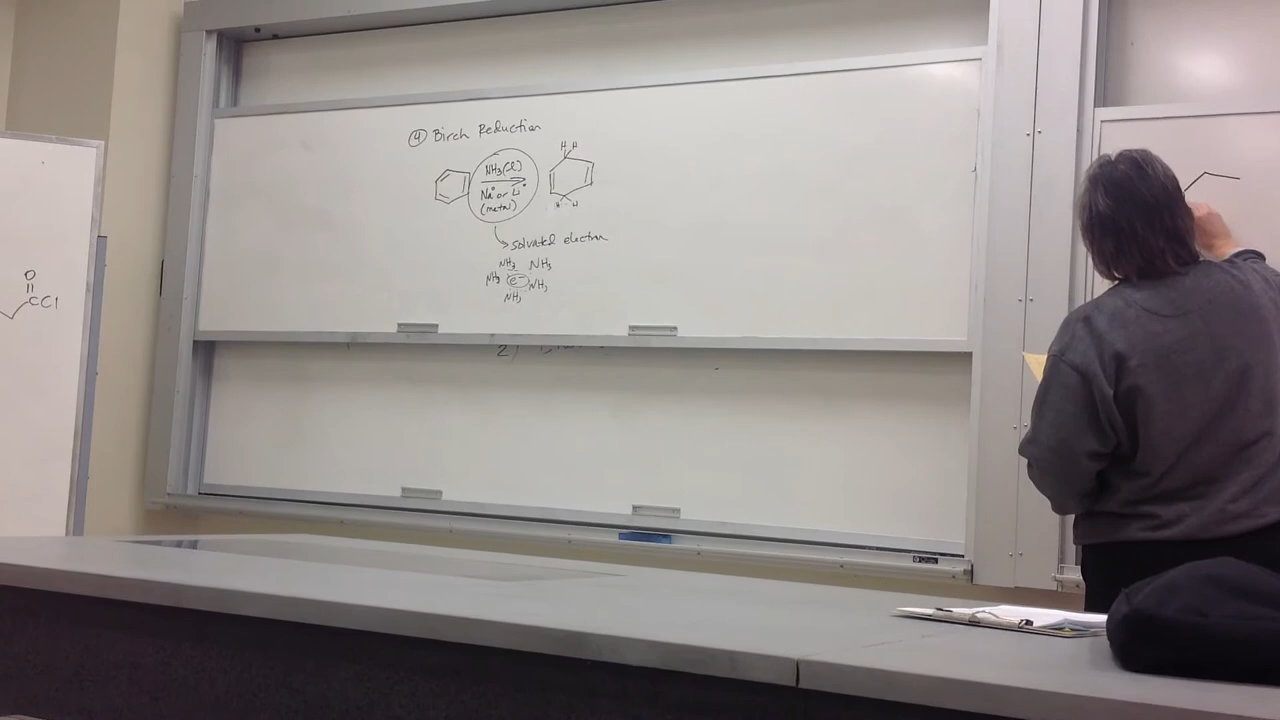 ④ Birch Reduction
NH3(l)
Na° or Li°
(metal)
H H
H H
solvated electron
NH3 NH3
NH3 e- NH3
NH3
O
CCl
2)